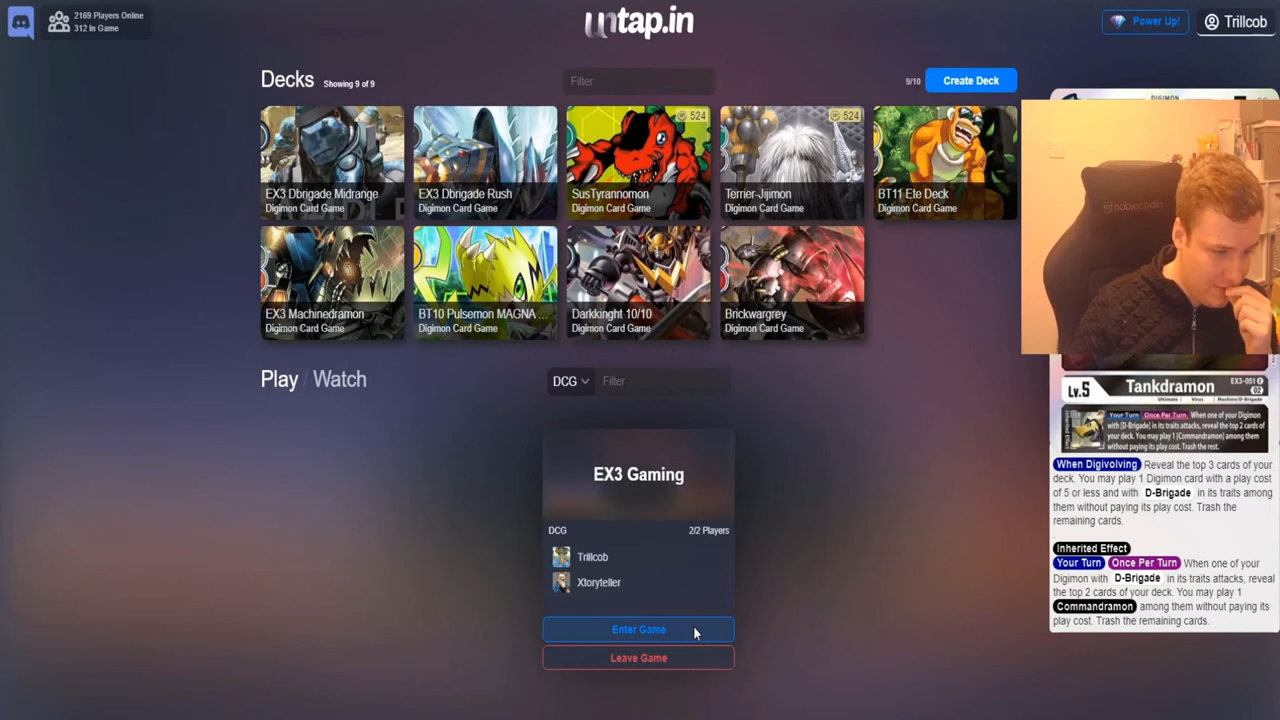 2169 Players Online
312 In Game
untap.in
Power Up!
Trillcob
Decks Showing 9 of 9
Filter
9/10
Create Deck
DIGIMON
524
524
EX3 Dbrigade Midrange
Digimon Card Game
EX3 Dbrigade Rush
Digimon Card Game
SusTyrannomon
Digimon Card Game
Terrier-Jijimon
Digimon Card Game
BT11 Ete Deck
Digimon Card Game
noblechairs
EX3 Machinedramon
Digimon Card Game
BT10 Pulsemon MAGNA ...
Digimon Card Game
Darkkinght 10/10
Digimon Card Game
Brickwargrey
Digimon Card Game
Play / Watch
DCG
Filter
EX3 Gaming
DCG
2/2 Players
Trillcob
Xtoryteller
Enter Game
Leave Game
Lv.5 Tankdramon EX3-051
02
Ultimate Virus Machine/D-Brigade
Your Turn Once Per Turn When one of your Digimon
with [D-Brigade] in its traits attacks, reveal the top 2 cards of
your deck. You may play 1 [Commandramon] among them
without paying its play cost. Trash the rest.
When Digivolving Reveal the top 3 cards of your
deck. You may play 1 Digimon card with a play cost
of 5 or less and with D-Brigade in its traits among
them without paying its play cost. Trash the
remaining cards.
.
Inherited Effect
Your Turn Once Per Turn When one of your
Digimon with D-Brigade in its traits attacks, reveal
the top 2 cards of your deck. You may play 1
Commandramon among them without paying its
play cost. Trash the remaining cards.